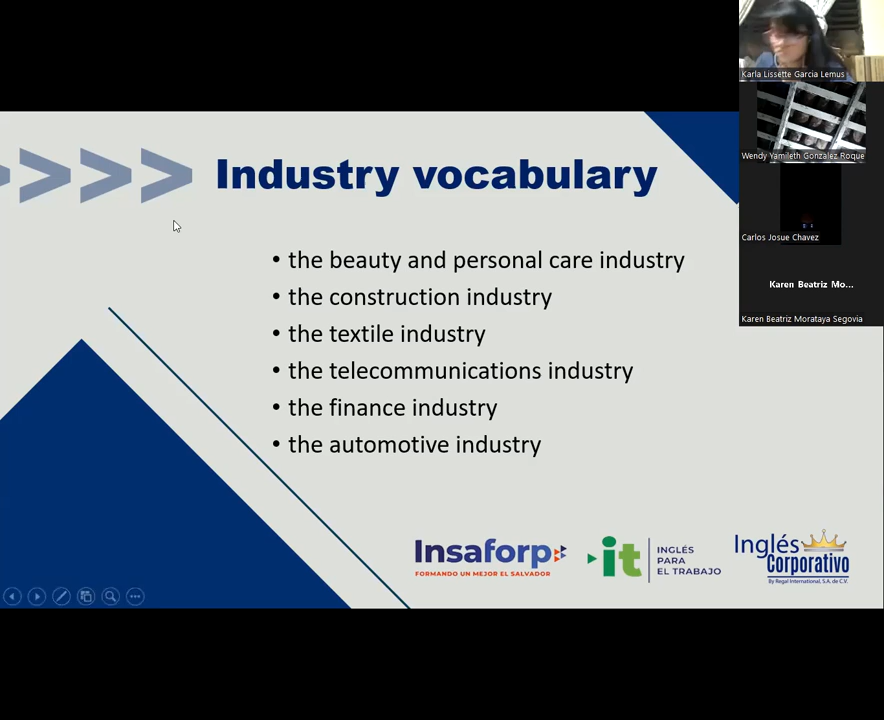 Industry vocabulary
• the beauty and personal care industry
• the construction industry
• the textile industry
• the telecommunications industry
• the finance industry
• the automotive industry
Insaforp
FORMANDO UN MEJOR EL SALVADOR
it
INGLÉS
PARA
EL TRABAJO
Inglés
Corporativo
By Regal International, S.A. de C.V.
Karla Lissette Garcia Lemus
Wendy Yamileth Gonzalez Roque
Carlos Josue Chavez
Karen Beatriz Mo...
Karen Beatriz Morataya Segovia